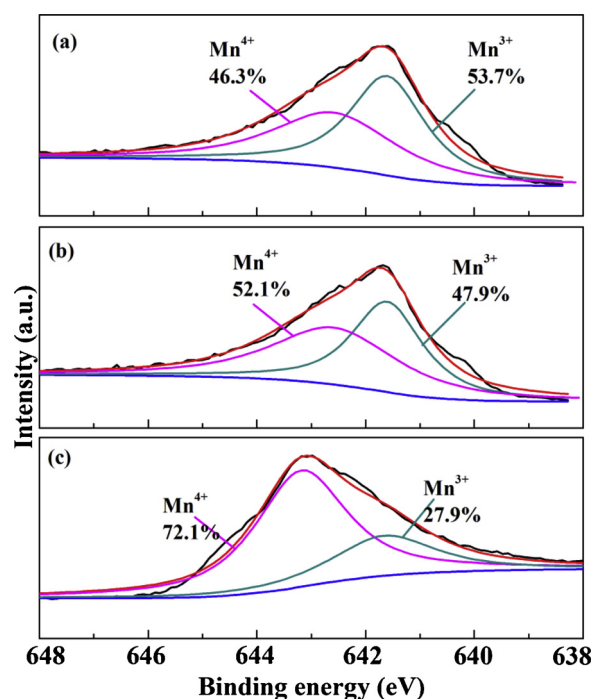 (a)
Mn⁴⁺
46.3%
Mn³⁺
53.7%
(b)
Mn⁴⁺
52.1%
Mn³⁺
47.9%
(c)
Mn⁴⁺
72.1%
Mn³⁺
27.9%
Intensity (a.u.)
648 646 644 642 640 638
Binding energy (eV)